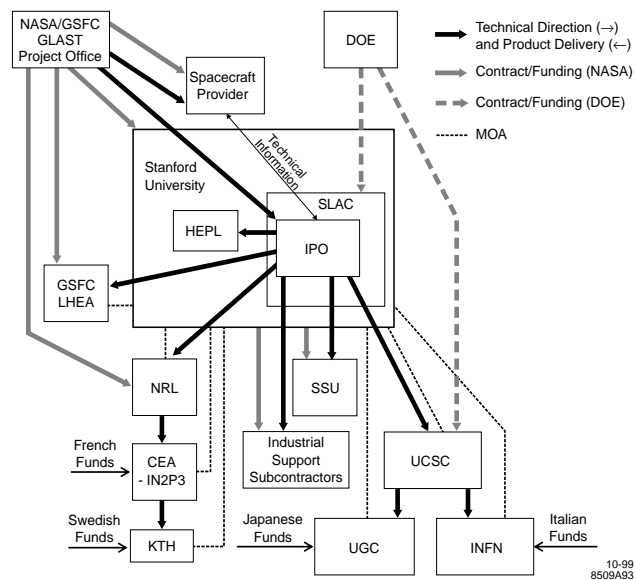 NASA/GSFC
GLAST
Project Office
Spacecraft
Provider
DOE
Technical Direction (→)
and Product Delivery (←)
Contract/Funding (NASA)
Contract/Funding (DOE)
MOA
Technical
Information
Stanford
University
SLAC
HEPL
IPO
GSFC
LHEA
NRL
SSU
French
Funds
CEA
- IN2P3
Industrial
Support
Subcontractors
UCSC
Swedish
Funds
KTH
Japanese
Funds
UGC
INFN
Italian
Funds
10-99
8509A93